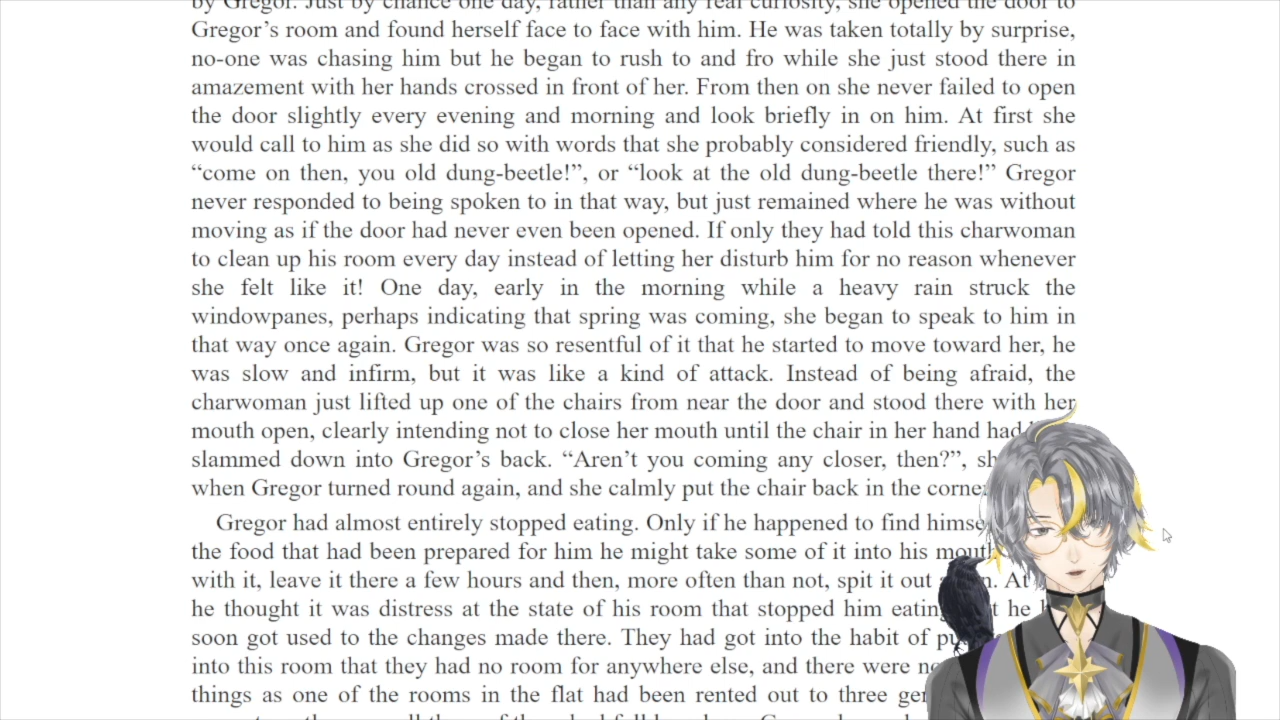 by Gregor. Just by chance one day, rather than any real curiosity, she opened the door to
Gregor’s room and found herself face to face with him. He was taken totally by surprise,
no-one was chasing him but he began to rush to and fro while she just stood there in
amazement with her hands crossed in front of her. From then on she never failed to open
the door slightly every evening and morning and look briefly in on him. At first she
would call to him as she did so with words that she probably considered friendly, such as
“come on then, you old dung-beetle!”, or “look at the old dung-beetle there!” Gregor
never responded to being spoken to in that way, but just remained where he was without
moving as if the door had never even been opened. If only they had told this charwoman
to clean up his room every day instead of letting her disturb him for no reason whenever
she felt like it! One day, early in the morning while a heavy rain struck the
windowpanes, perhaps indicating that spring was coming, she began to speak to him in
that way once again. Gregor was so resentful of it that he started to move toward her, he
was slow and infirm, but it was like a kind of attack. Instead of being afraid, the
charwoman just lifted up one of the chairs from near the door and stood there with her
mouth open, clearly intending not to close her mouth until the chair in her hand had
slammed down into Gregor’s back. “Aren’t you coming any closer, then?”,
when Gregor turned round again, and she calmly put the chair back in the
Gregor had almost entirely stopped eating. Only if he happened to find
the food that had been prepared for him he might take some of it into his
with it, leave it there a few hours and then, more often than not, spit it out At
he thought it was distress at the state of his room that stopped him he
soon got used to the changes made there. They had got into the habit of
into this room that they had no room for anywhere else, and there were
things as one of the rooms in the flat had been rented out to three